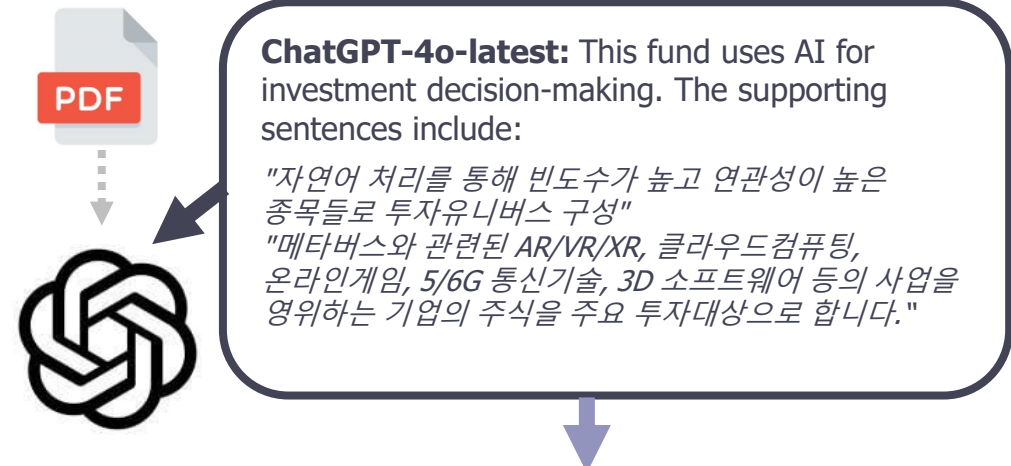 PDF
ChatGPT-4o-latest: This fund uses AI for
investment decision-making. The supporting
sentences include:
"자연어 처리를 통해 빈도수가 높고 연관성이 높은
종목들로 투자유니버스 구성"
"메타버스와 관련된 AR/VR/XR, 클라우드컴퓨팅,
온라인게임, 5/6G 통신기술, 3D 소프트웨어 등의 사업을
영위하는 기업의 주식을 주요 투자대상으로 합니다."